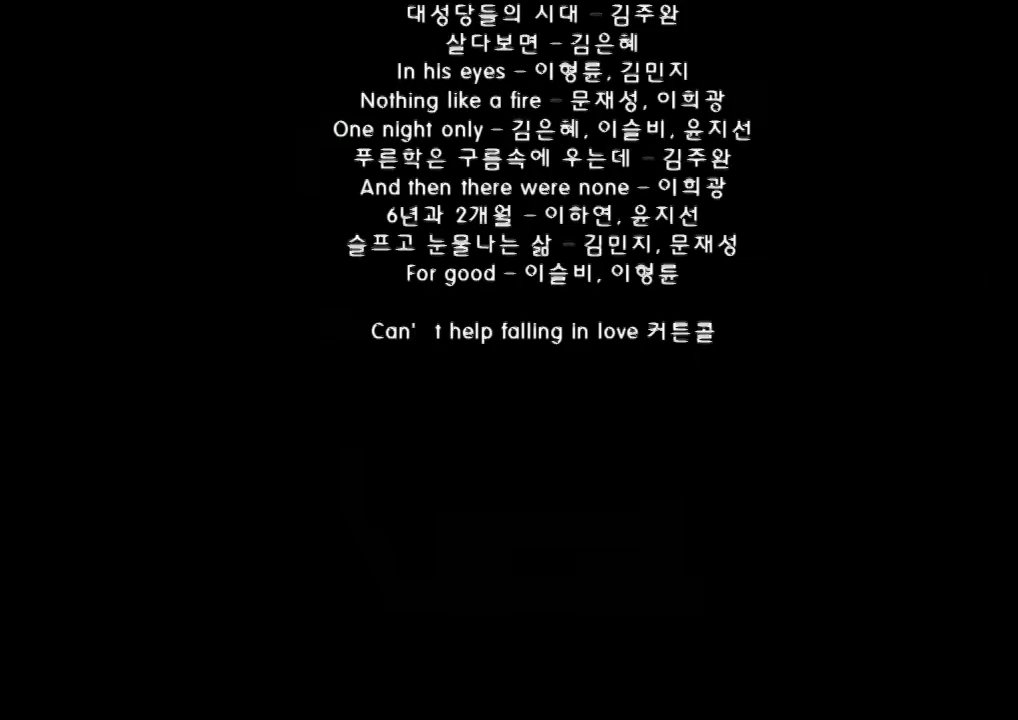 대성당들의 시대 – 김주완
살다보면 – 김은혜
In his eyes – 이형륜, 김민지
Nothing like a fire – 문재성, 이희광
One night only – 김은혜, 이슬비, 윤지선
푸른학은 구름속에 우는데 – 김주완
And then there were none – 이희광
6년과 2개월 – 이하연, 윤지선
슬프고 눈물나는 삶 – 김민지, 문재성
For good – 이슬비, 이형륜
Can' t help falling in love 커튼콜